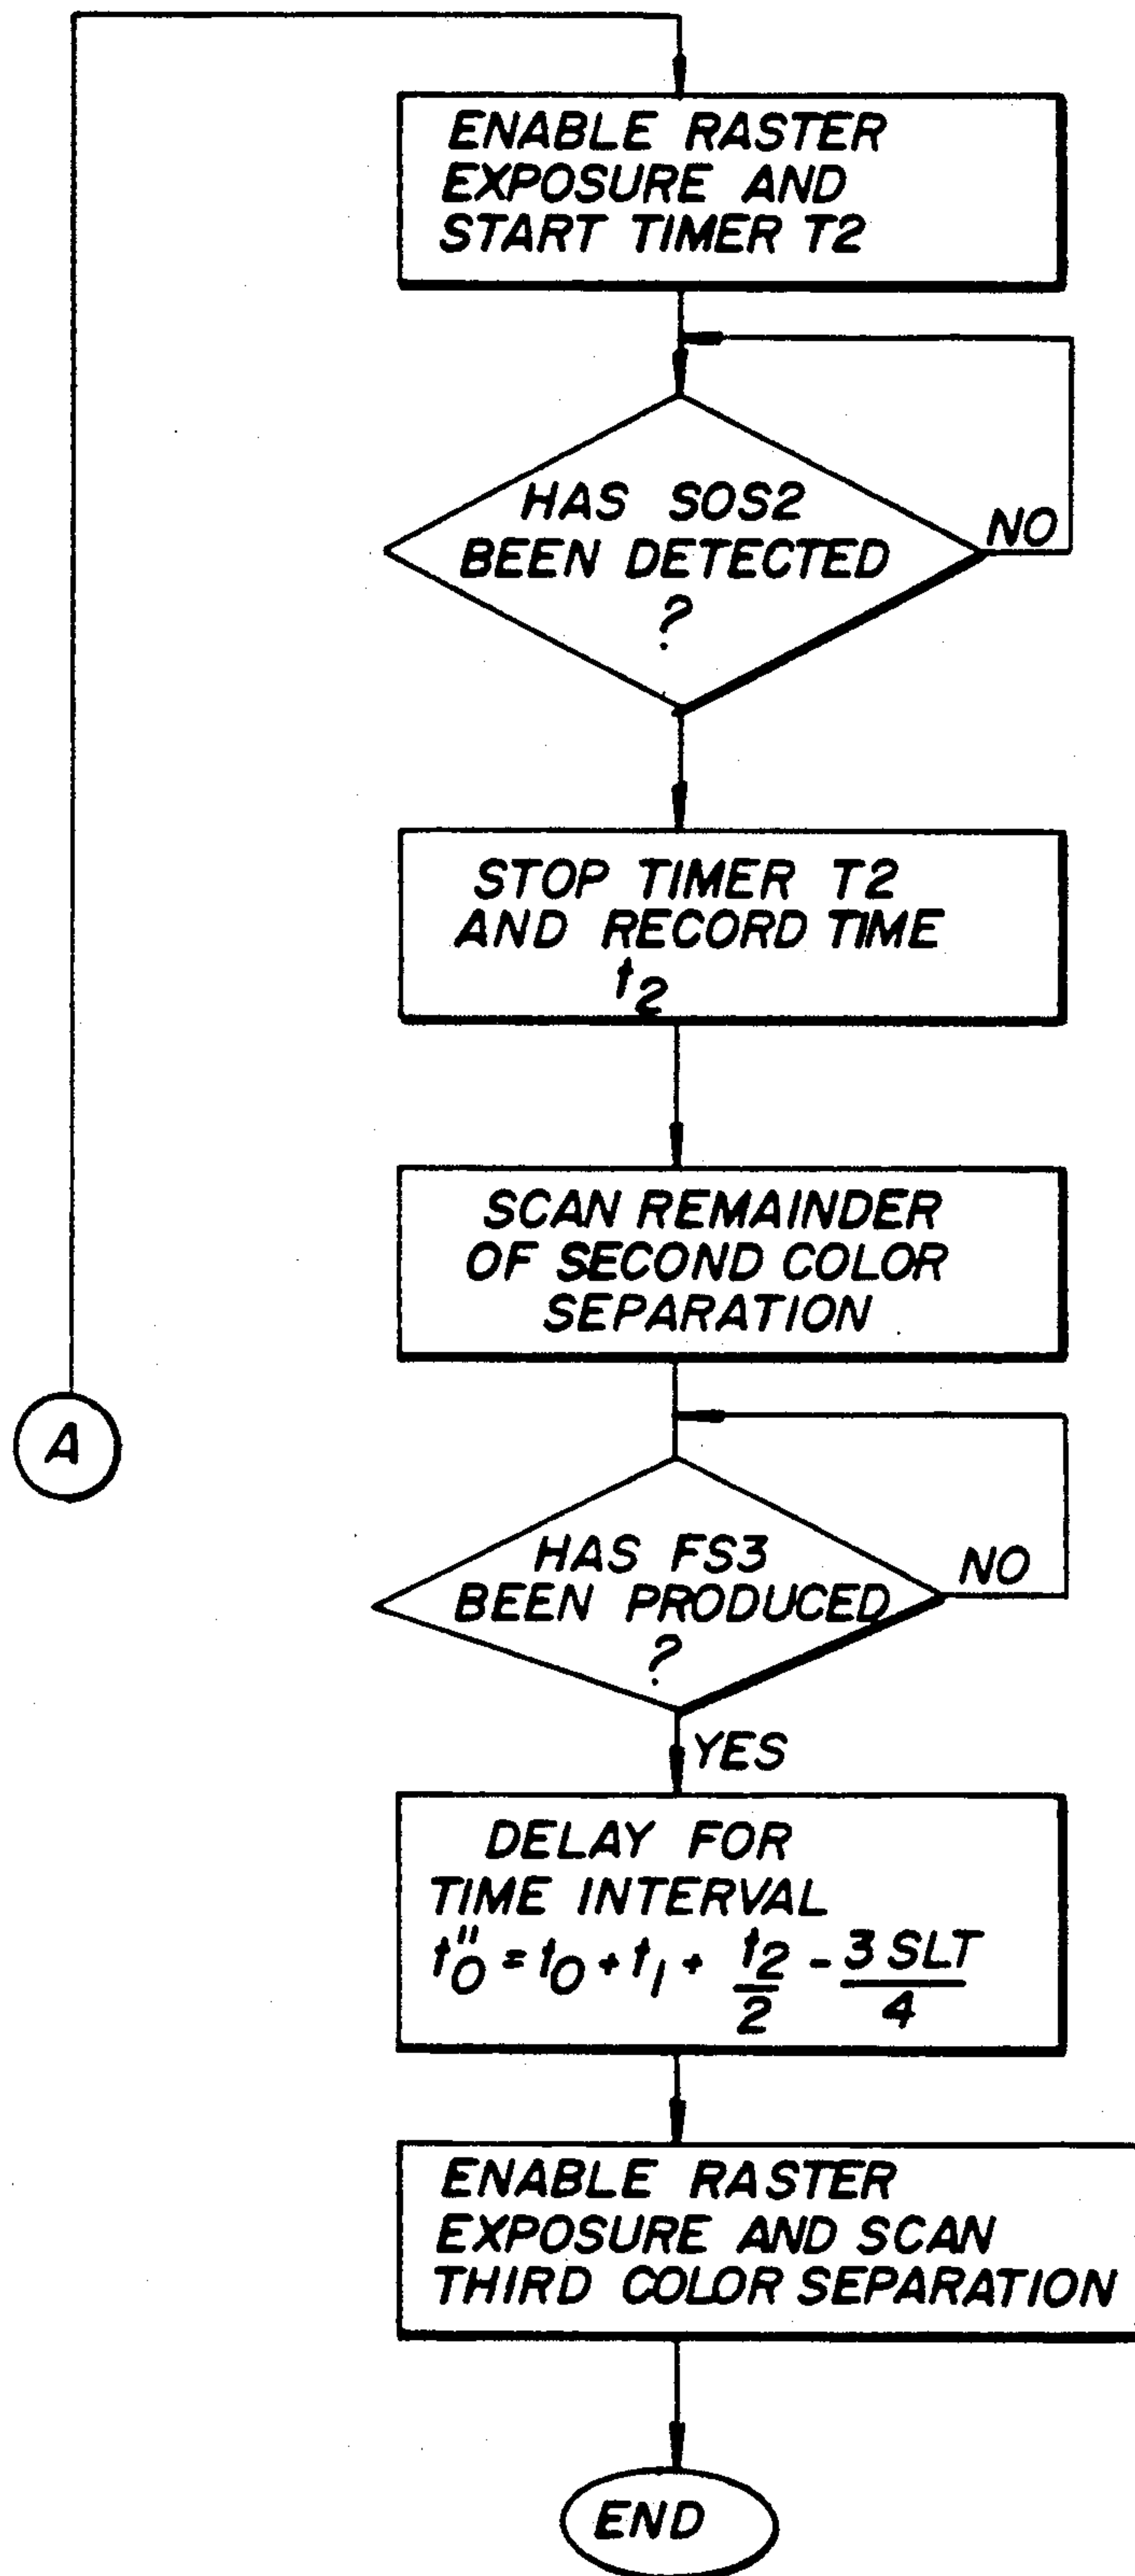 ENABLE RASTER
EXPOSURE AND
START TIMER T2
HAS SOS2
BEEN DETECTED
?
NO
STOP TIMER T2
AND RECORD TIME
t2
SCAN REMAINDER
OF SECOND COLOR
SEPARATION
A
HAS FS3
BEEN PRODUCED
?
NO
YES
DELAY FOR
TIME INTERVAL
t0" = t0 + t1 + t2/2 - 3 SLT/4
ENABLE RASTER
EXPOSURE AND SCAN
THIRD COLOR SEPARATION
END